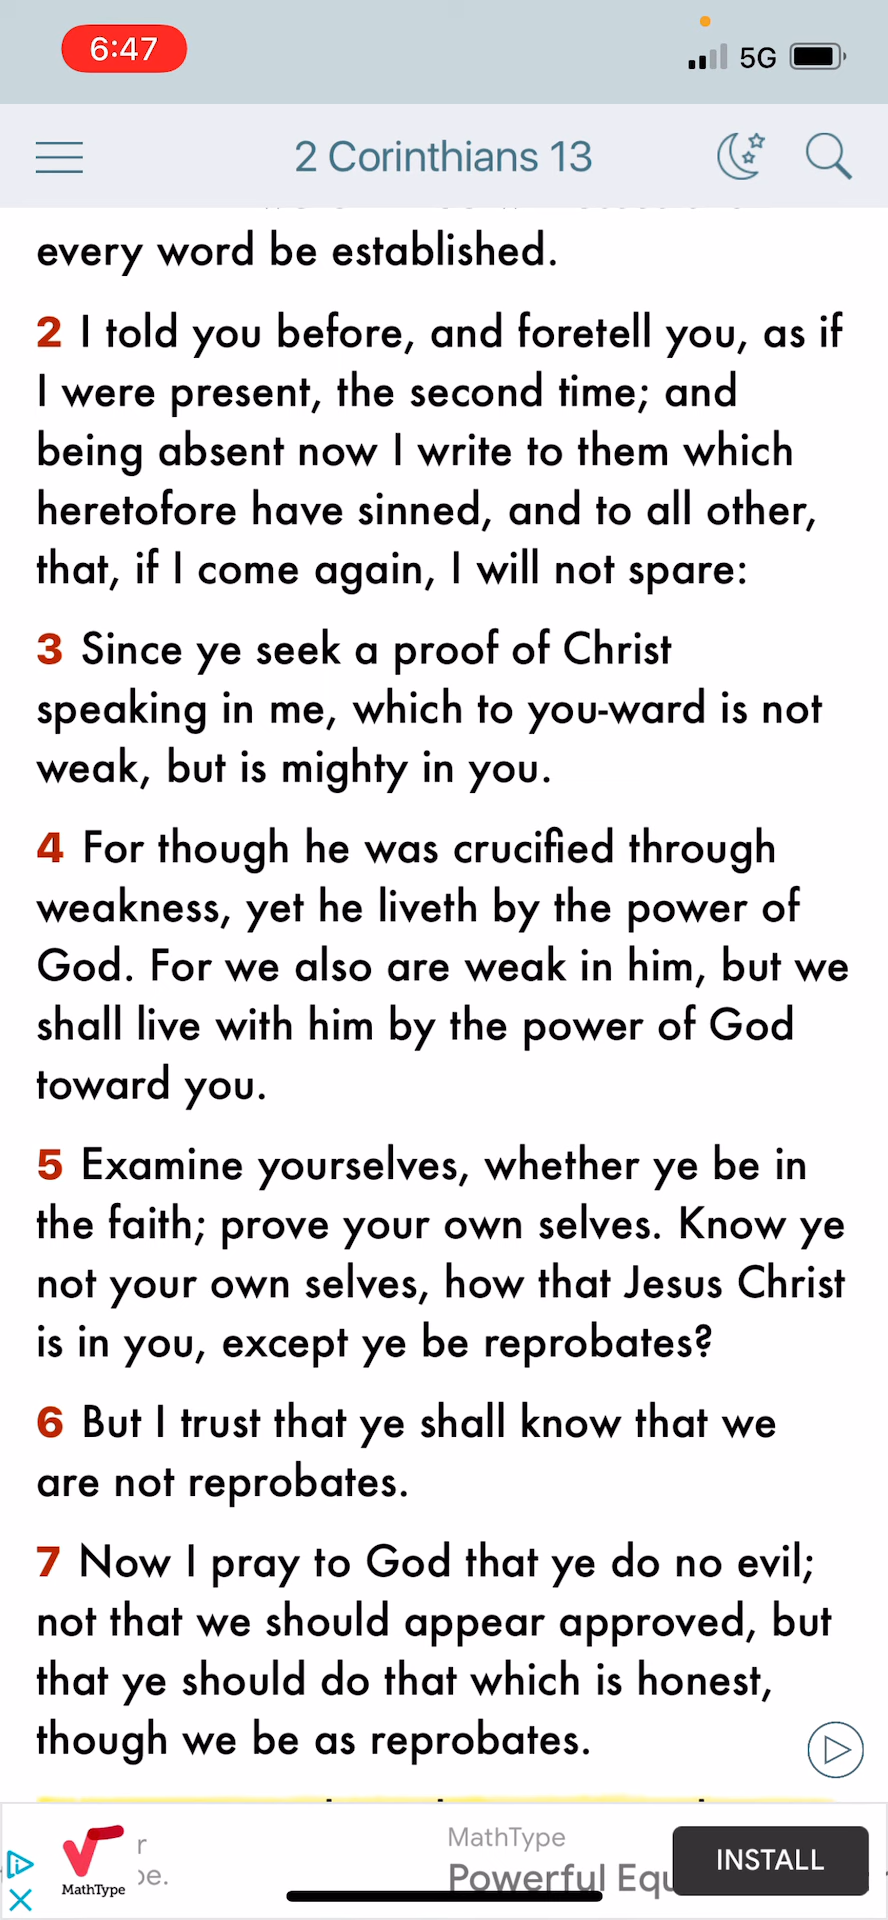 6:47
5G
2 Corinthians 13
every word be established.
2 I told you before, and foretell you, as if
I were present, the second time; and
being absent now I write to them which
heretofore have sinned, and to all other,
that, if I come again, I will not spare:
3 Since ye seek a proof of Christ
speaking in me, which to you-ward is not
weak, but is mighty in you.
4 For though he was crucified through
weakness, yet he liveth by the power of
God. For we also are weak in him, but we
shall live with him by the power of God
toward you.
5 Examine yourselves, whether ye be in
the faith; prove your own selves. Know ye
not your own selves, how that Jesus Christ
is in you, except ye be reprobates?
6 But I trust that ye shall know that we
are not reprobates.
7 Now I pray to God that ye do no evil;
not that we should appear approved, but
that ye should do that which is honest,
though we be as reprobates.
MathType
Powerful Equ
INSTALL
MathType